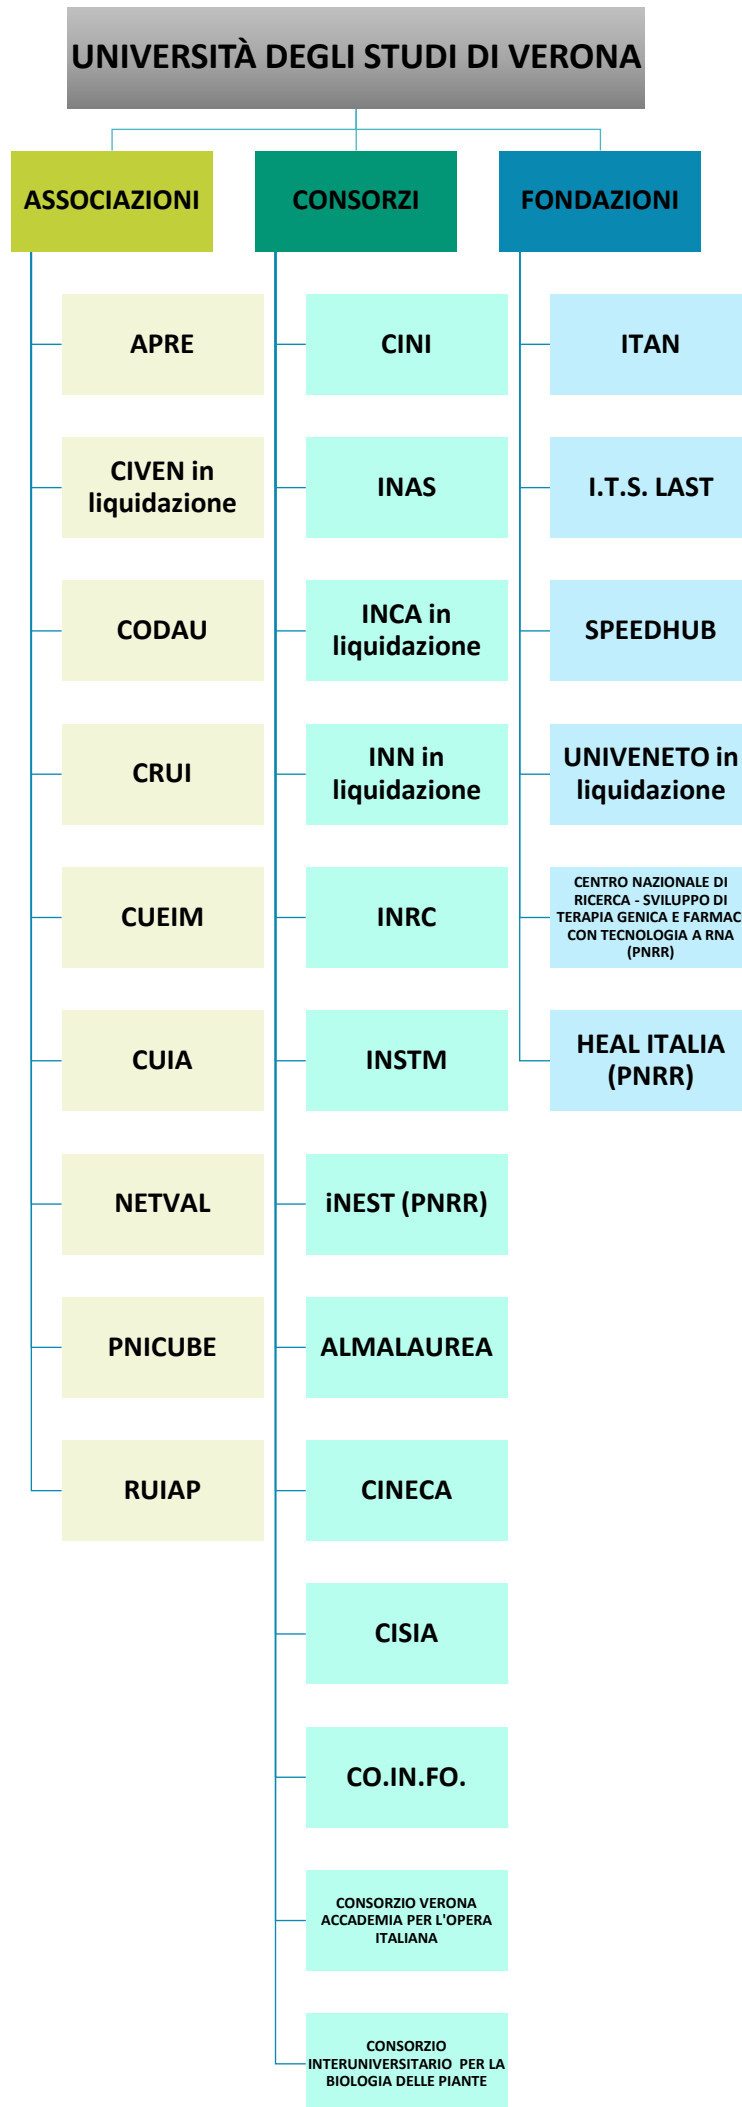 UNIVERSITÀ DEGLI STUDI DI VERONA
ASSOCIAZIONI
APRE
CIVEN in
liquidazione
CODAU
CRUI
CUEIM
CUIA
NETVAL
PNICUBE
RUIAP
CONSORZI
CINI
INAS
INCA in
liquidazione
INN in
liquidazione
INRC
INSTM
iNEST (PNRR)
ALMALAUREA
CINECA
CISIA
CO.IN.FO.
CONSORZIO VERONA
ACCADEMIA PER L'OPERA
ITALIANA
CONSORZIO
INTERUNIVERSITARIO PER LA
BIOLOGIA DELLE PIANTE
FONDAZIONI
ITAN
I.T.S. LAST
SPEEDHUB
UNIVENETO in
liquidazione
CENTRO NAZIONALE DI
RICERCA - SVILUPPO DI
TERAPIA GENICA E FARMAC
CON TECNOLOGIA A RNA
(PNRR)
HEAL ITALIA
(PNRR)